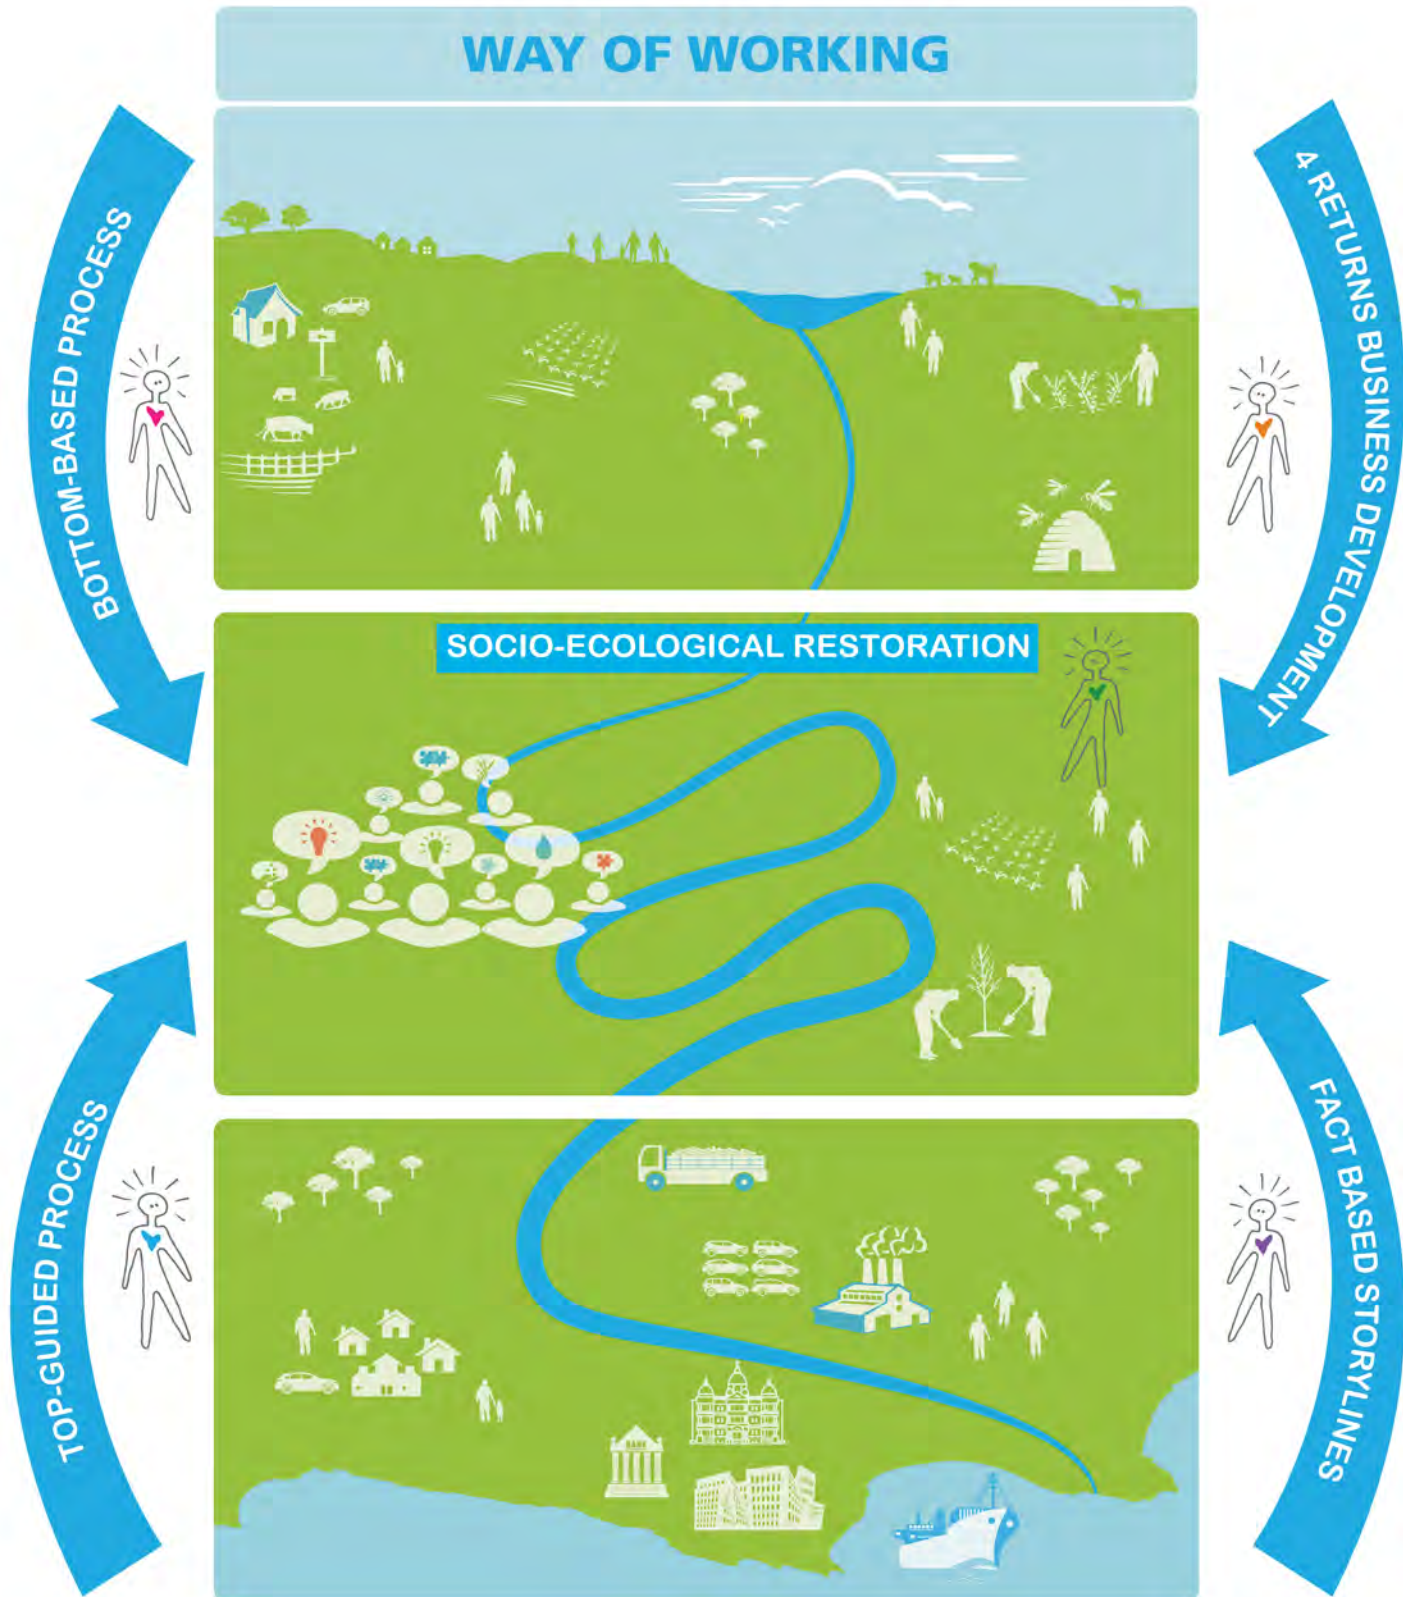 WAY OF WORKING
BOTTOM-BASED PROCESS
4 RETURNS BUSINESS DEVELOPMENT
SOCIO-ECOLOGICAL RESTORATION
TOP-GUIDED PROCESS
FACT BASED STORYLINES
BANK